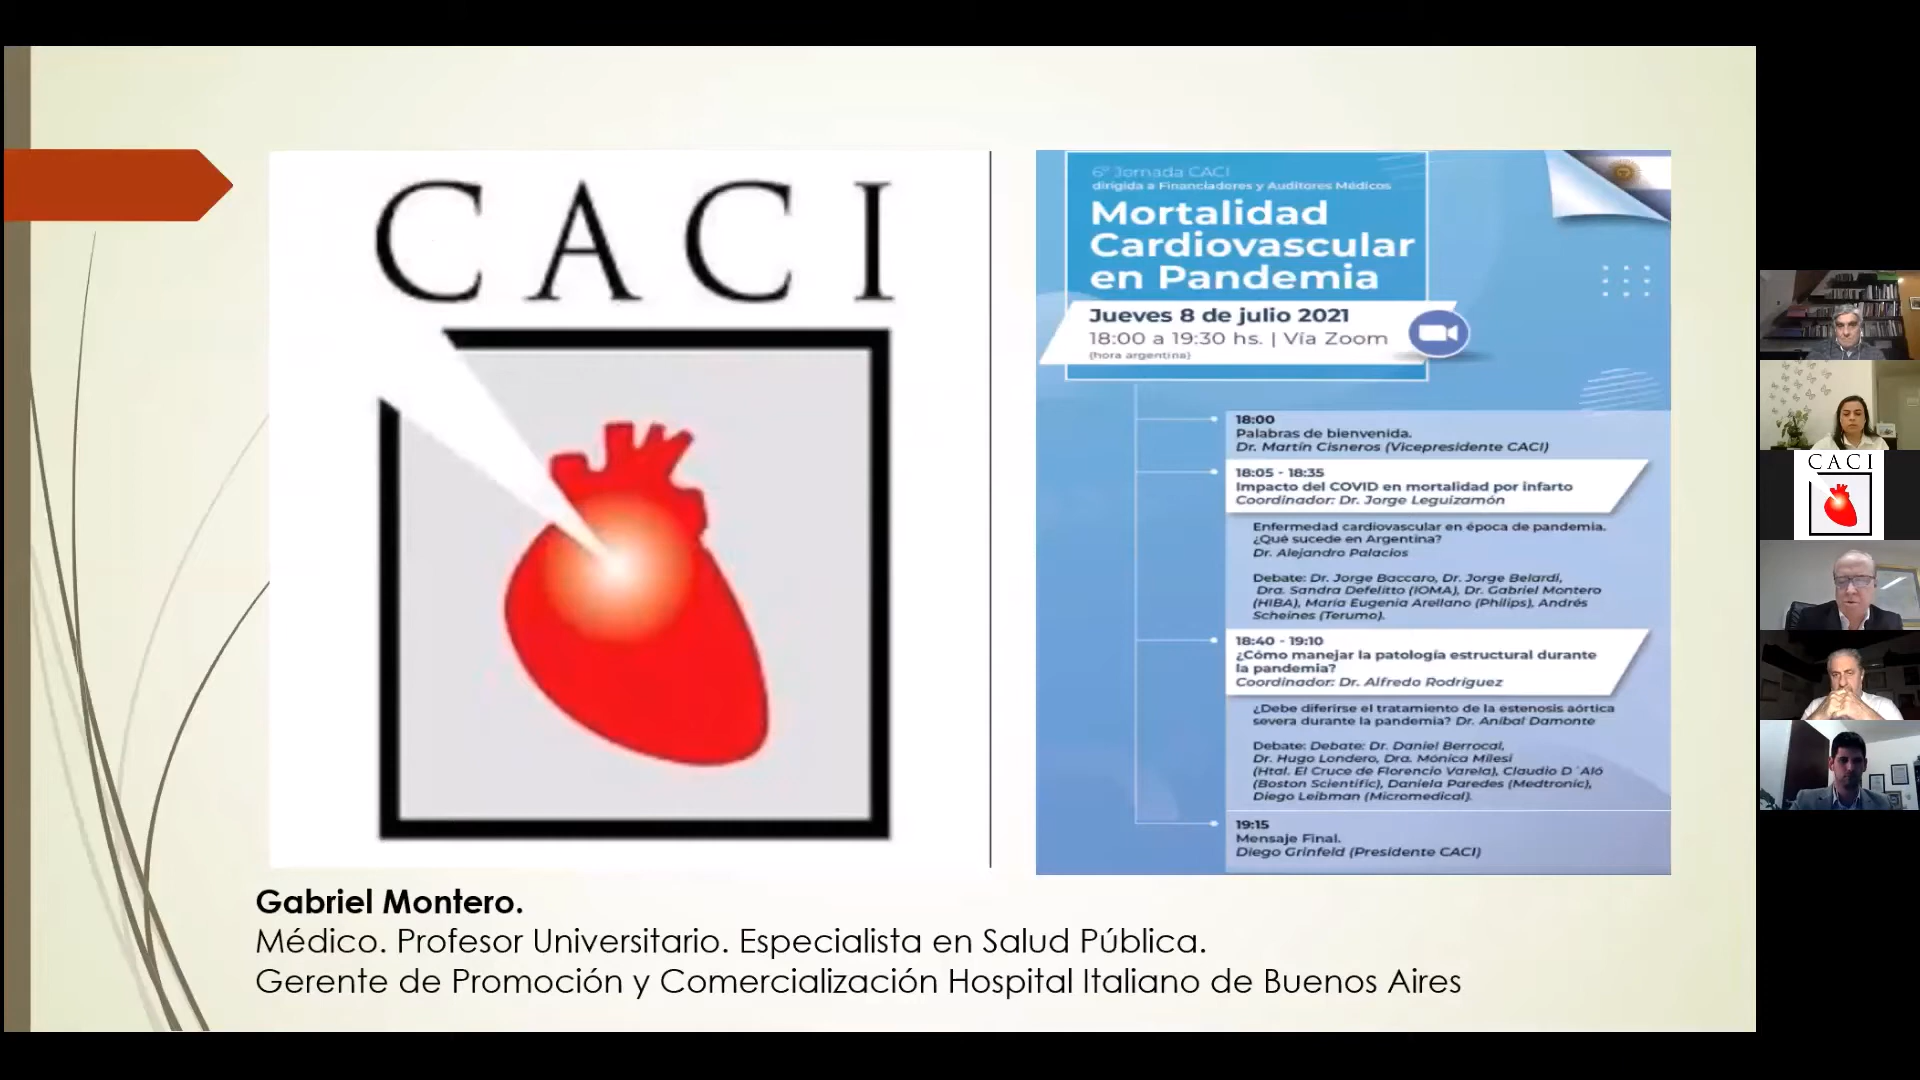 CACI
6º Jornada CACI
dirigida a Financiadores y Auditores Médicos
Mortalidad
Cardiovascular
en Pandemia
Jueves 8 de julio 2021
18:00 a 19:30 hs. | Vía Zoom
(hora argentina)
18:00
Palabras de bienvenida.
Dr. Martín Cisneros (Vicepresidente CACI)
18:05 - 18:35
Impacto del COVID en mortalidad por infarto
Coordinador: Dr. Jorge Leguizamón
Enfermedad cardiovascular en época de pandemia.
¿Qué sucede en Argentina?
Dr. Alejandro Palacios
Debate: Dr. Jorge Baccaro, Dr. Jorge Belardi,
Dra. Sandra Defelitto (IOMA), Dr. Gabriel Montero
(HIBA), María Eugenia Arellano (Philips), Andrés
Scheines (Terumo).
18:40 - 19:10
¿Cómo manejar la patología estructural durante
la pandemia?
Coordinador: Dr. Alfredo Rodríguez
¿Debe diferirse el tratamiento de la estenosis aórtica
severa durante la pandemia? Dr. Aníbal Damonte
Debate: Debate: Dr. Daniel Berrocal,
Dr. Hugo Londero, Dra. Mónica Milesi
(Htal. El Cruce de Florencio Varela), Claudio D´Aló
(Boston Scientific), Daniela Paredes (Medtronic),
Diego Leibman (Micromedical).
19:15
Mensaje Final.
Diego Grinfeld (Presidente CACI)
Gabriel Montero.
Médico. Profesor Universitario. Especialista en Salud Pública.
Gerente de Promoción y Comercialización Hospital Italiano de Buenos Aires
CACI